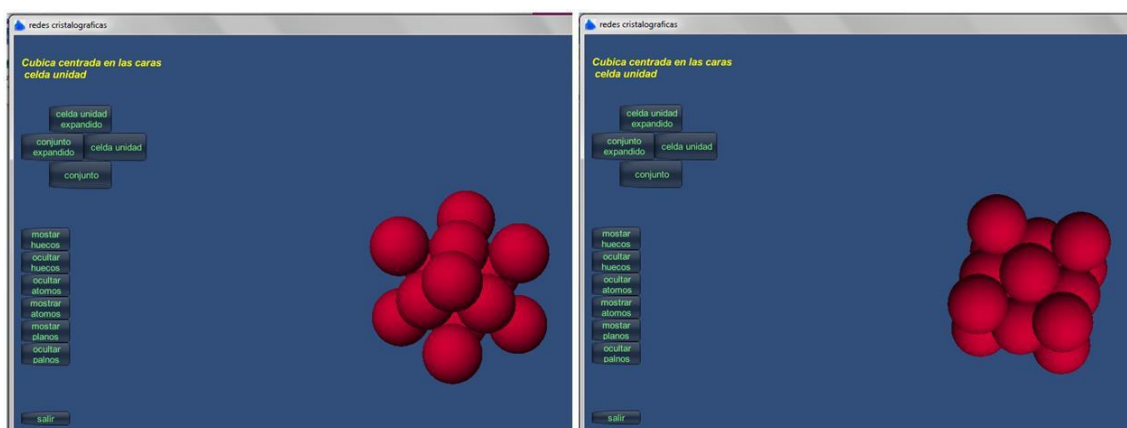 redes cristalograficas
Cubica centrada en las caras
celda unidad
celda unidad
expandido
conjunto
expandido
celda unidad
conjunto
mostar
huecos
ocultar
huecos
ocultar
atomos
mostrar
atomos
mostar
planos
ocultar
palnos
salir
redes cristalograficas
Cubica centrada en las caras
celda unidad
celda unidad
expandido
conjunto
expandido
celda unidad
conjunto
mostar
huecos
ocultar
huecos
ocultar
atomos
mostrar
atomos
mostar
planos
ocultar
palnos
salir